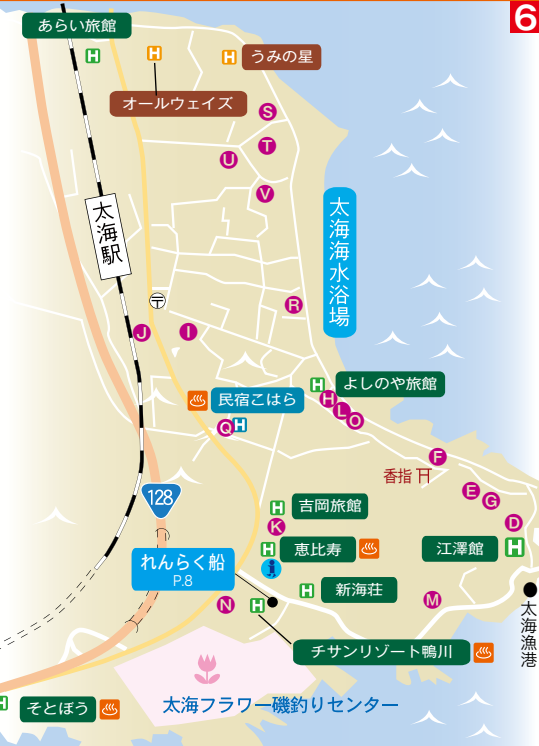 6
あらい旅館
H
H
H
うみの星
オールウェイズ
S
T
U
V
太海駅
太海海水浴場
〒
R
J
I
H
よしのや旅館
民宿こはら
H
L
O
Q
H
F
香指
E
G
D
128
H
吉岡旅館
K
H
恵比寿
江澤館
H
れんらく船
P.8
新海荘
H
M
N
H
太海漁港
チサンリゾート鴨川
太海フラワー磯釣りセンター
H
そとぼう